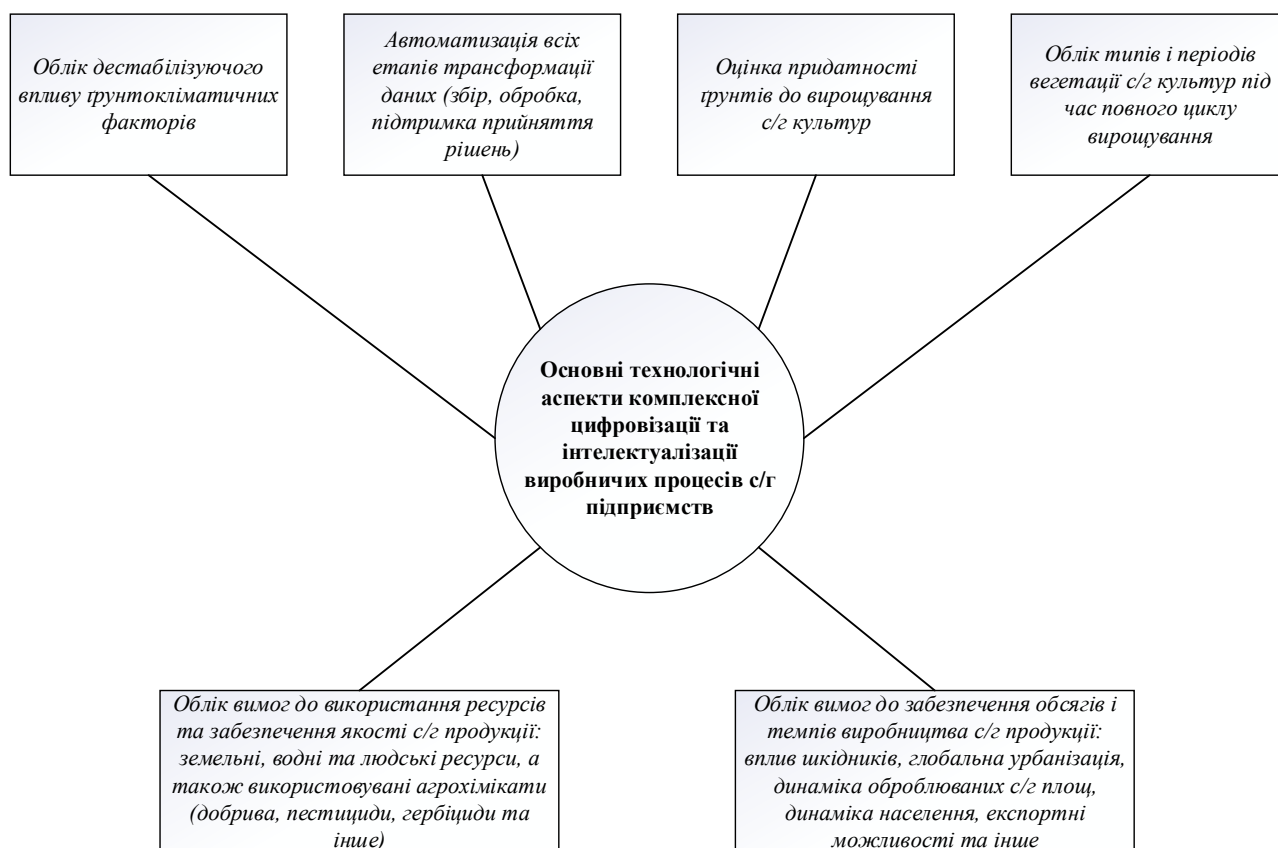 Облік дестабілізуючого
впливу ґрунтокліматичних
факторів
Автоматизація всіх
етапів трансформації
даних (збір, обробка,
підтримка прийняття
рішень)
Оцінка придатності
ґрунтів до вирощування
с/г культур
Облік типів і періодів
вегетації с/г культур під
час повного циклу
вирощування
Основні технологічні
аспекти комплексної
цифровізації та
інтелектуалізації
виробничих процесів с/г
підприємств
Облік вимог до використання ресурсів
та забезпечення якості с/г продукції:
земельні, водні та людські ресурси, а
також використовувані агрохімікати
(добрива, пестициди, гербіциди та
інше)
Облік вимог до забезпечення обсягів і
темпів виробництва с/г продукції:
вплив шкідників, глобальна урбанізація,
динаміка оброблюваних с/г площ,
динаміка населення, експортні
можливості та інше